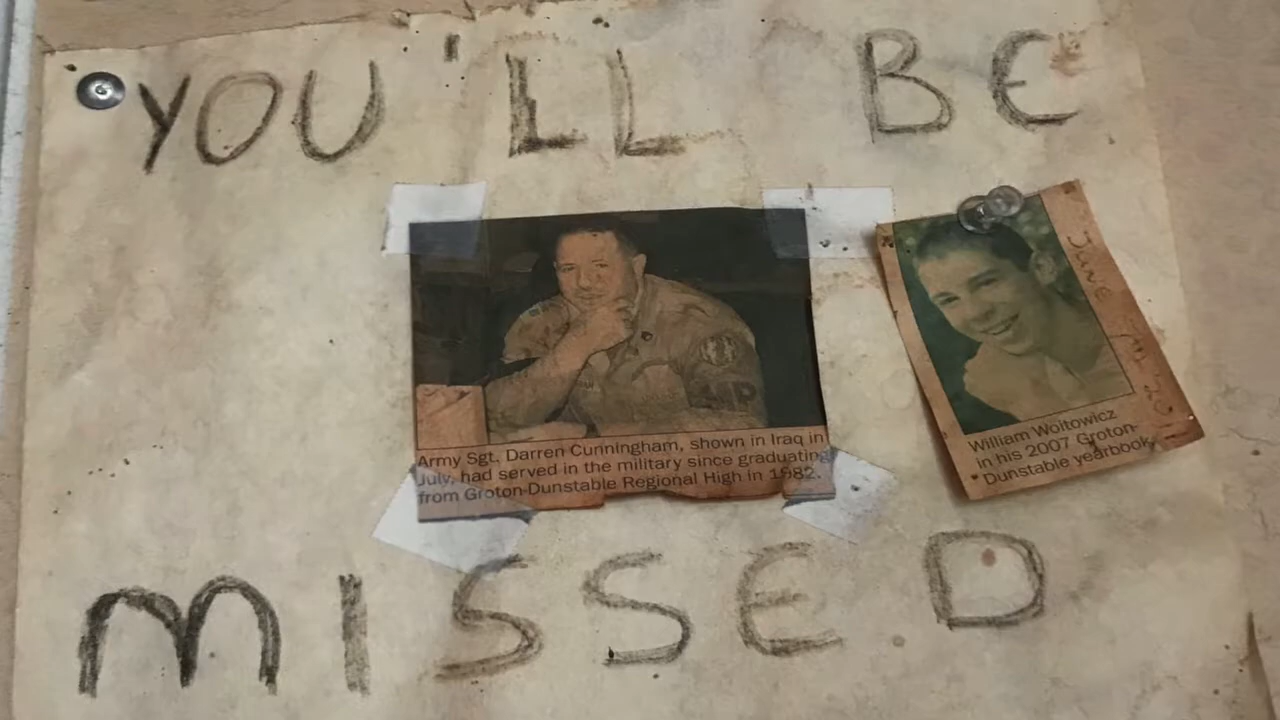 YOU'LL BE
Army Sgt. Darren Cunningham, shown in Iraq in
July, had served in the military since graduating
from Groton-Dunstable Regional High in 1982.
JUNE
William Woitowicz
in his 2007 Groton-
Dunstable yearbook
MISSED